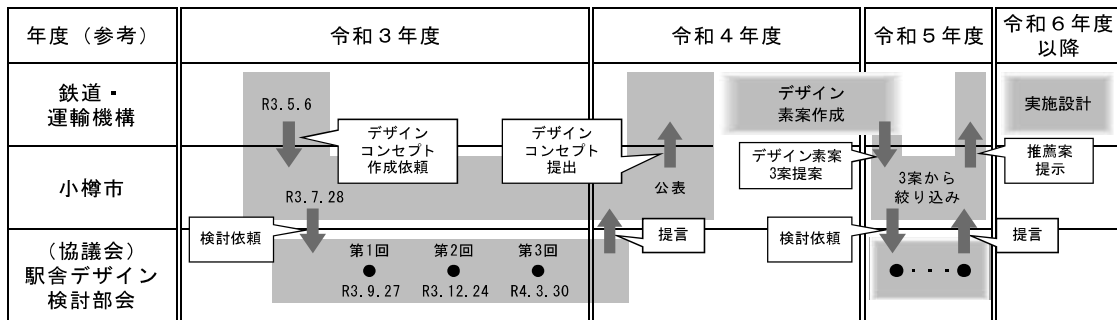 年度（参考）
令和３年度
令和４年度
令和５年度
令和６年度
以降
鉄道・
運輸機構
R3.5.6
デザイン
コンセプト
作成依頼
デザイン
コンセプト
提出
デザイン
素案作成
デザイン素案
3案提案
推薦案
提示
実施設計
小樽市
R3.7.28
公表
3案から
絞り込み
検討依頼
提言
検討依頼
提言
（協議会）
駅舎デザイン
検討部会
第1回
第2回
第3回
R3.9.27
R3.12.24
R4.3.30